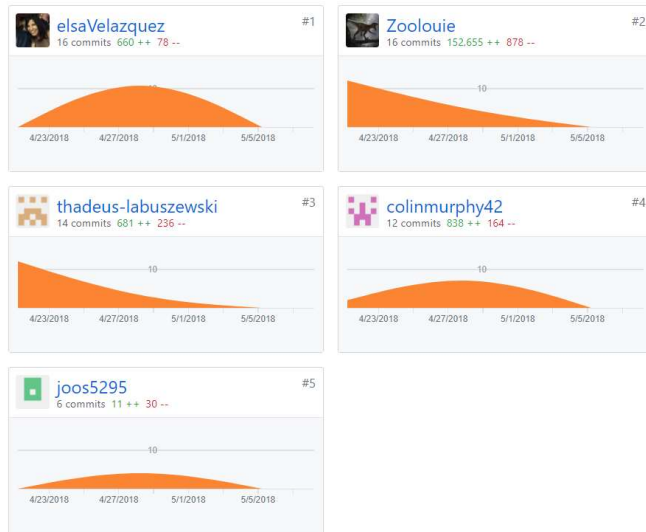 elsaVelazquez #1
16 commits 660 ++ 78 --
10
4/23/2018 4/27/2018 5/1/2018 5/5/2018
Zoolouie #2
16 commits 152,655 ++ 878 --
10
4/23/2018 4/27/2018 5/1/2018 5/5/2018
thadeus-labuszewski #3
14 commits 681 ++ 236 --
10
4/23/2018 4/27/2018 5/1/2018 5/5/2018
colinmurphy42 #4
12 commits 838 ++ 164 --
10
4/23/2018 4/27/2018 5/1/2018 5/5/2018
joos5295 #5
6 commits 11 ++ 30 --
10
4/23/2018 4/27/2018 5/1/2018 5/5/2018